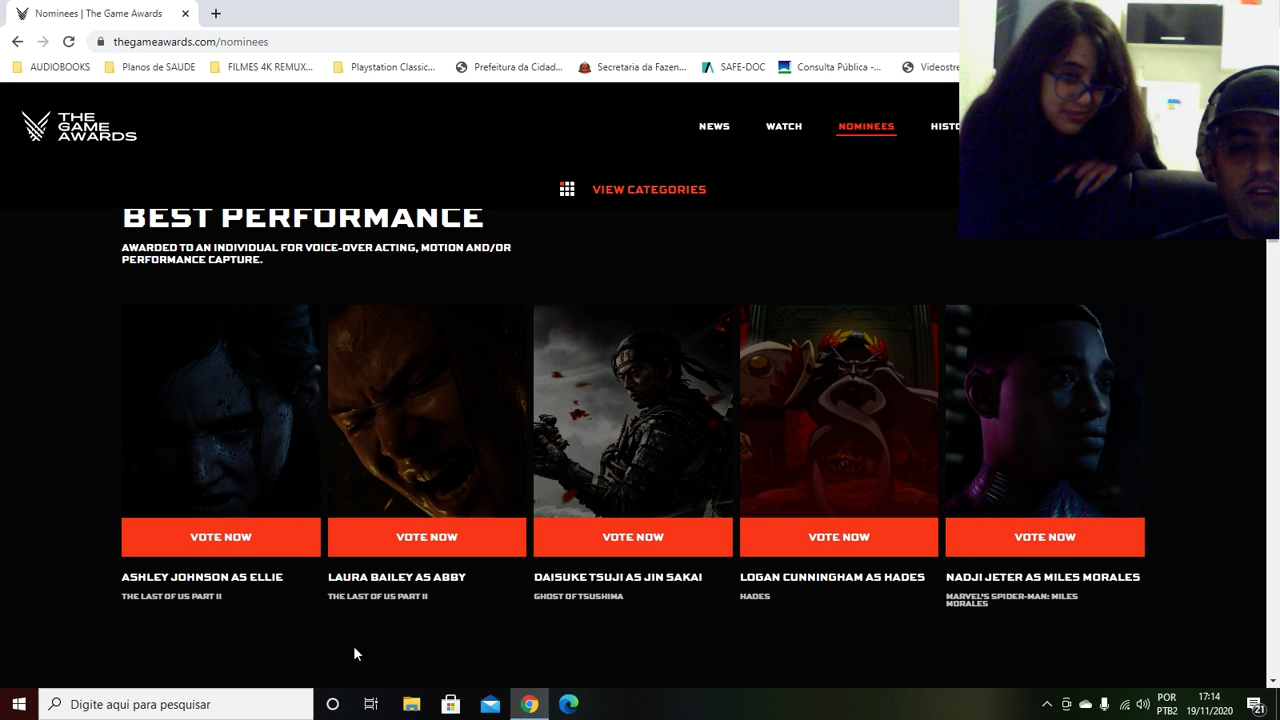 Nominees | The Game Awards
thegameawards.com/nominees
AUDIOBOOKS
Planos de SAUDE
FILMES 4K REMUX...
Playstation Classic...
Prefeitura da Cidad...
Secretaria da Fazen...
SAFE-DOC
Consulta Pública -...
Videostre
THE
GAME
AWARDS
NEWS
WATCH
NOMINEES
HISTO
VIEW CATEGORIES
BEST PERFORMANCE
AWARDED TO AN INDIVIDUAL FOR VOICE-OVER ACTING, MOTION AND/OR
PERFORMANCE CAPTURE.
VOTE NOW
VOTE NOW
VOTE NOW
VOTE NOW
VOTE NOW
ASHLEY JOHNSON AS ELLIE
THE LAST OF US PART II
LAURA BAILEY AS ABBY
THE LAST OF US PART II
DAISUKE TSUJI AS JIN SAKAI
GHOST OF TSUSHIMA
LOGAN CUNNINGHAM AS HADES
HADES
NADJI JETER AS MILES MORALES
MARVEL'S SPIDER-MAN: MILES
MORALES
Digite aqui para pesquisar
POR
PTB2
17:14
19/11/2020
21